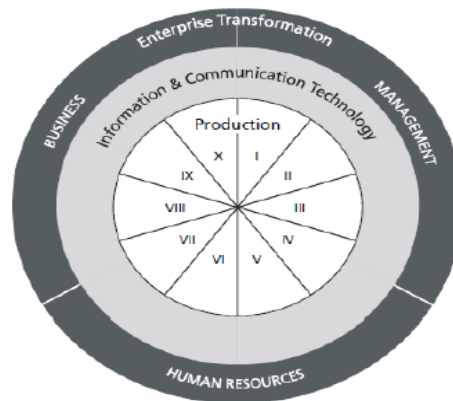 Enterprise Transformation
BUSINESS
MANAGEMENT
Information & Communication Technology
Production
X
I
IX
II
VIII
III
VII
IV
VI
V
HUMAN RESOURCES